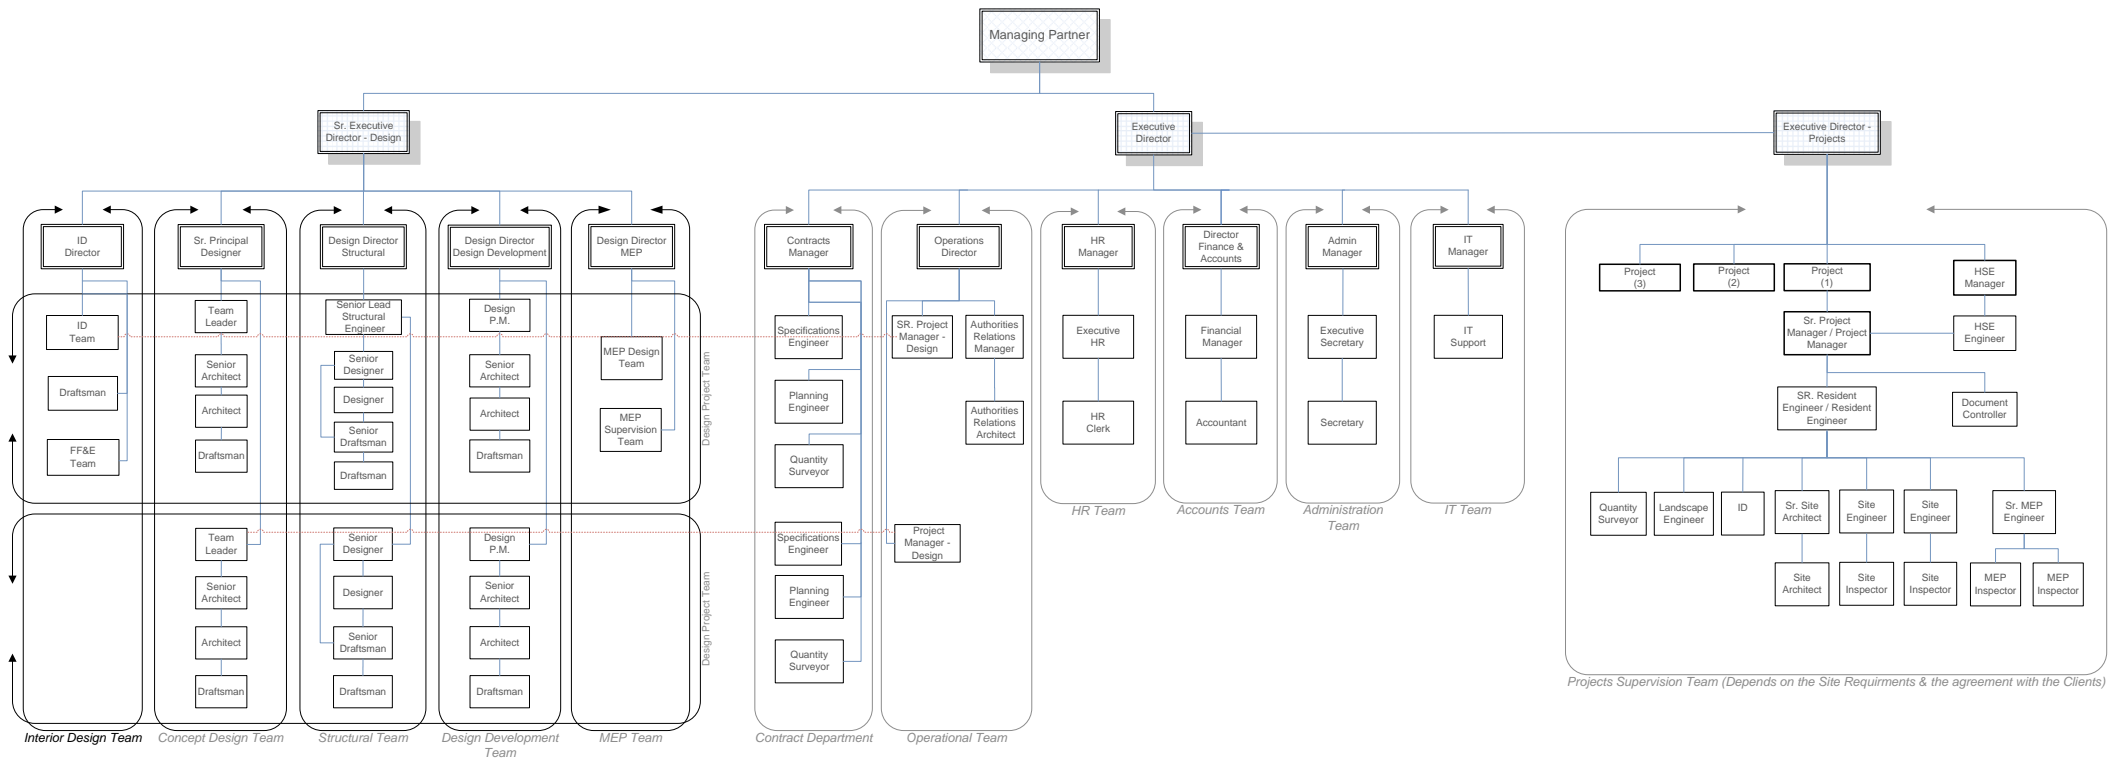 Managing Partner
Sr. Executive
Director - Design
Executive
Director
Executive Director -
Projects
ID
Director
Sr. Principal
Designer
Design Director
Structural
Design Director
Design Development
Design Director
MEP
Contracts
Manager
Operations
Director
HR
Manager
Director
Finance &
Accounts
Admin
Manager
IT
Manager
Project
(3)
Project
(2)
Project
(1)
HSE
Manager
ID
Team
Draftsman
FF&E
Team
Team
Leader
Senior
Architect
Architect
Draftsman
Senior Lead
Structural
Engineer
Senior
Designer
Designer
Senior
Draftsman
Draftsman
Design
P.M.
Senior
Architect
Architect
Draftsman
MEP Design
Team
MEP
Supervision
Team
Design Project Team
Specifications
Engineer
Planning
Engineer
Quantity
Surveyor
SR. Project
Manager -
Design
Authorities
Relations
Manager
Authorities
Relations
Architect
Executive
HR
HR
Clerk
Financial
Manager
Accountant
Executive
Secretary
Secretary
IT
Support
Sr. Project
Manager / Project
Manager
HSE
Engineer
SR. Resident
Engineer / Resident
Engineer
Document
Controller
Quantity
Surveyor
Landscape
Engineer
ID
Sr. Site
Architect
Site
Engineer
Site
Engineer
Sr. MEP
Engineer
Site
Architect
Site
Inspector
Site
Inspector
MEP
Inspector
MEP
Inspector
HR Team
Accounts Team
Administration
Team
IT Team
Team
Leader
Senior
Architect
Architect
Draftsman
Senior
Designer
Designer
Senior
Draftsman
Draftsman
Design
P.M.
Senior
Architect
Architect
Draftsman
Design Project Team
Specifications
Engineer
Planning
Engineer
Quantity
Surveyor
Project
Manager -
Design
Projects Supervision Team (Depends on the Site Requirments & the agreement with the Clients)
Interior Design Team
Concept Design Team
Structural Team
Design Development
Team
MEP Team
Contract Department
Operational Team